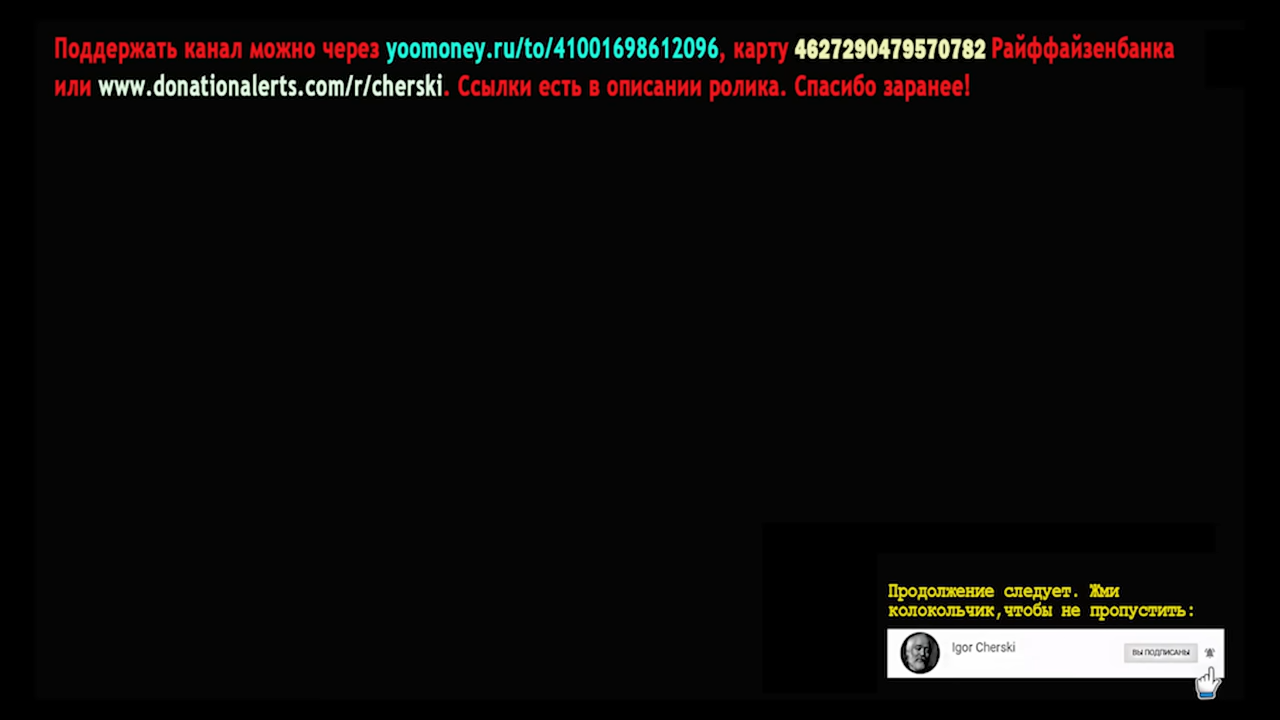 Поддержать канал можно через yoomoney.ru/to/41001698612096, карту 4627290479570782 Райффайзенбанка
или www.donationalerts.com/r/cherski. Ссылки есть в описании ролика. Спасибо заранее!
Продолжение следует. Жми
колокольчик,чтобы не пропустить:
Igor Cherski
ВЫ ПОДПИСАНЫ